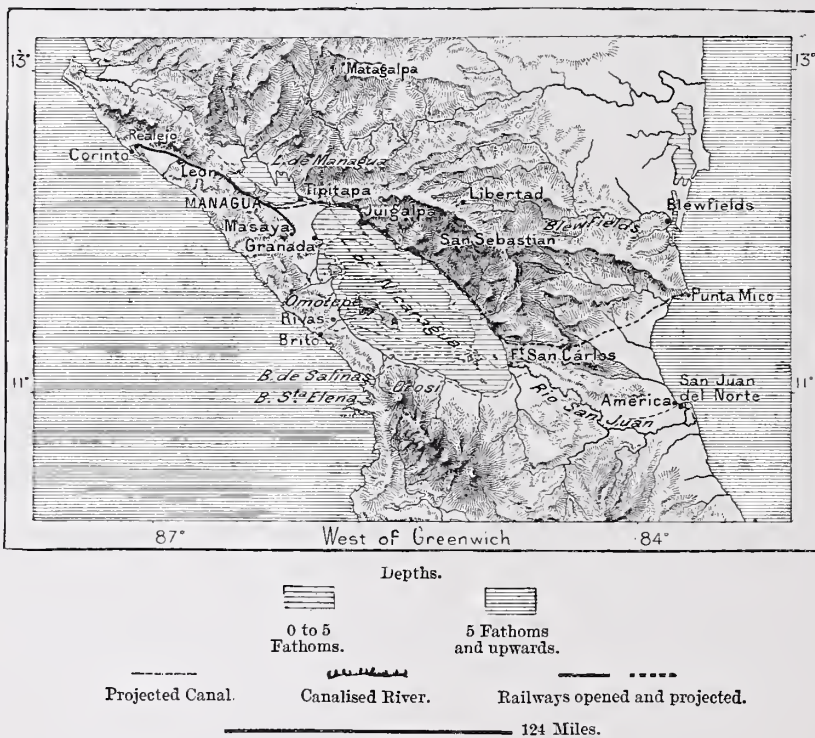 13°
13°
Matagalpa
Realejo
Corinto
L. de Managua
Leon
Tipitapa
Libertad
MANAGUA
Juigalpa
Blewfields
Blewfields
Masaya
San Sebastian
Granada
L. de Nicaragua
Omotepe
Punta Mico
Rivas
Brito
Ft. San Carlos
11°
11°
B. de Salinas
Orosi
San Juan
del Norte
B. Sta Elena
América
Rio San Juan
87°
West of Greenwich
84°
Depths.
0 to 5
Fathoms.
5 Fathoms
and upwards.
Projected Canal.
Canalised River.
Railways opened and projected.
124 Miles.